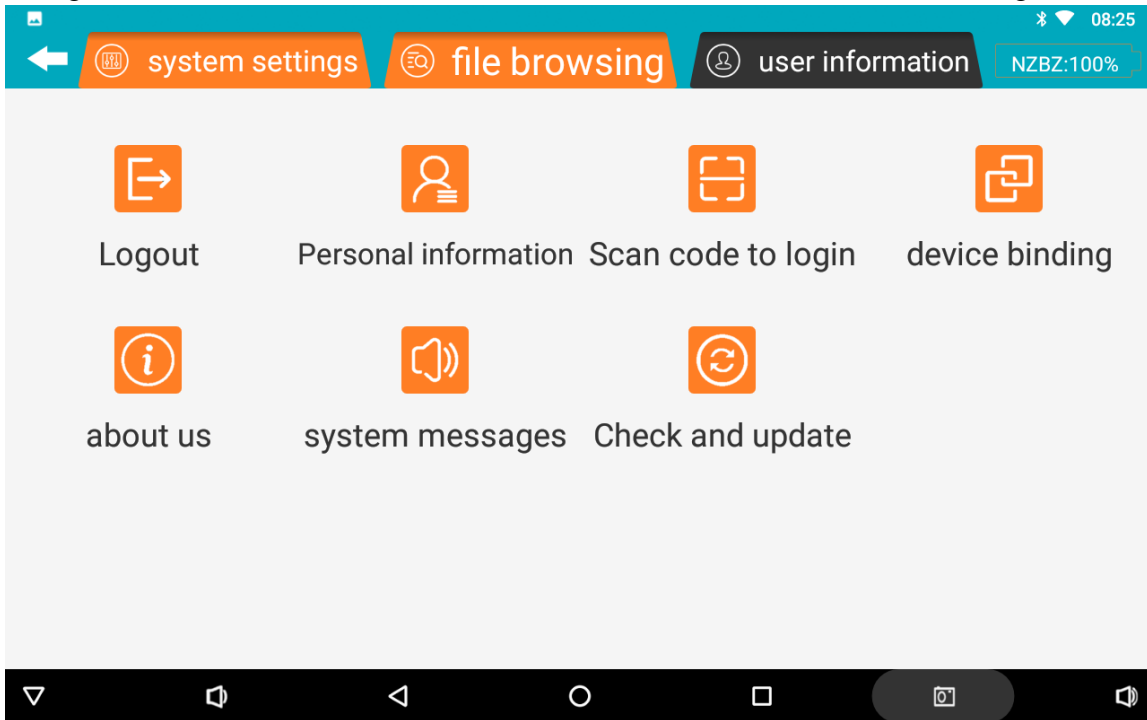 08:25
system settings
file browsing
user information
NZBZ:100%
Logout
Personal information
Scan code to login
device binding
about us
system messages
Check and update